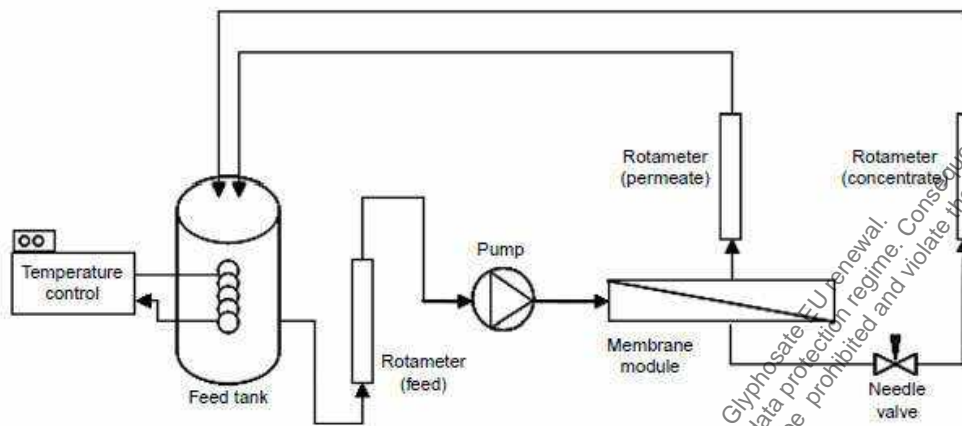 Rotameter
(permeate)
Rotameter
(concentrate)
Pump
Temperature
control
Membrane
module
Rotameter
(feed)
Feed tank
Needle
valve
Glyphosate EU renewal.
data protection regime.
prohibited and violate